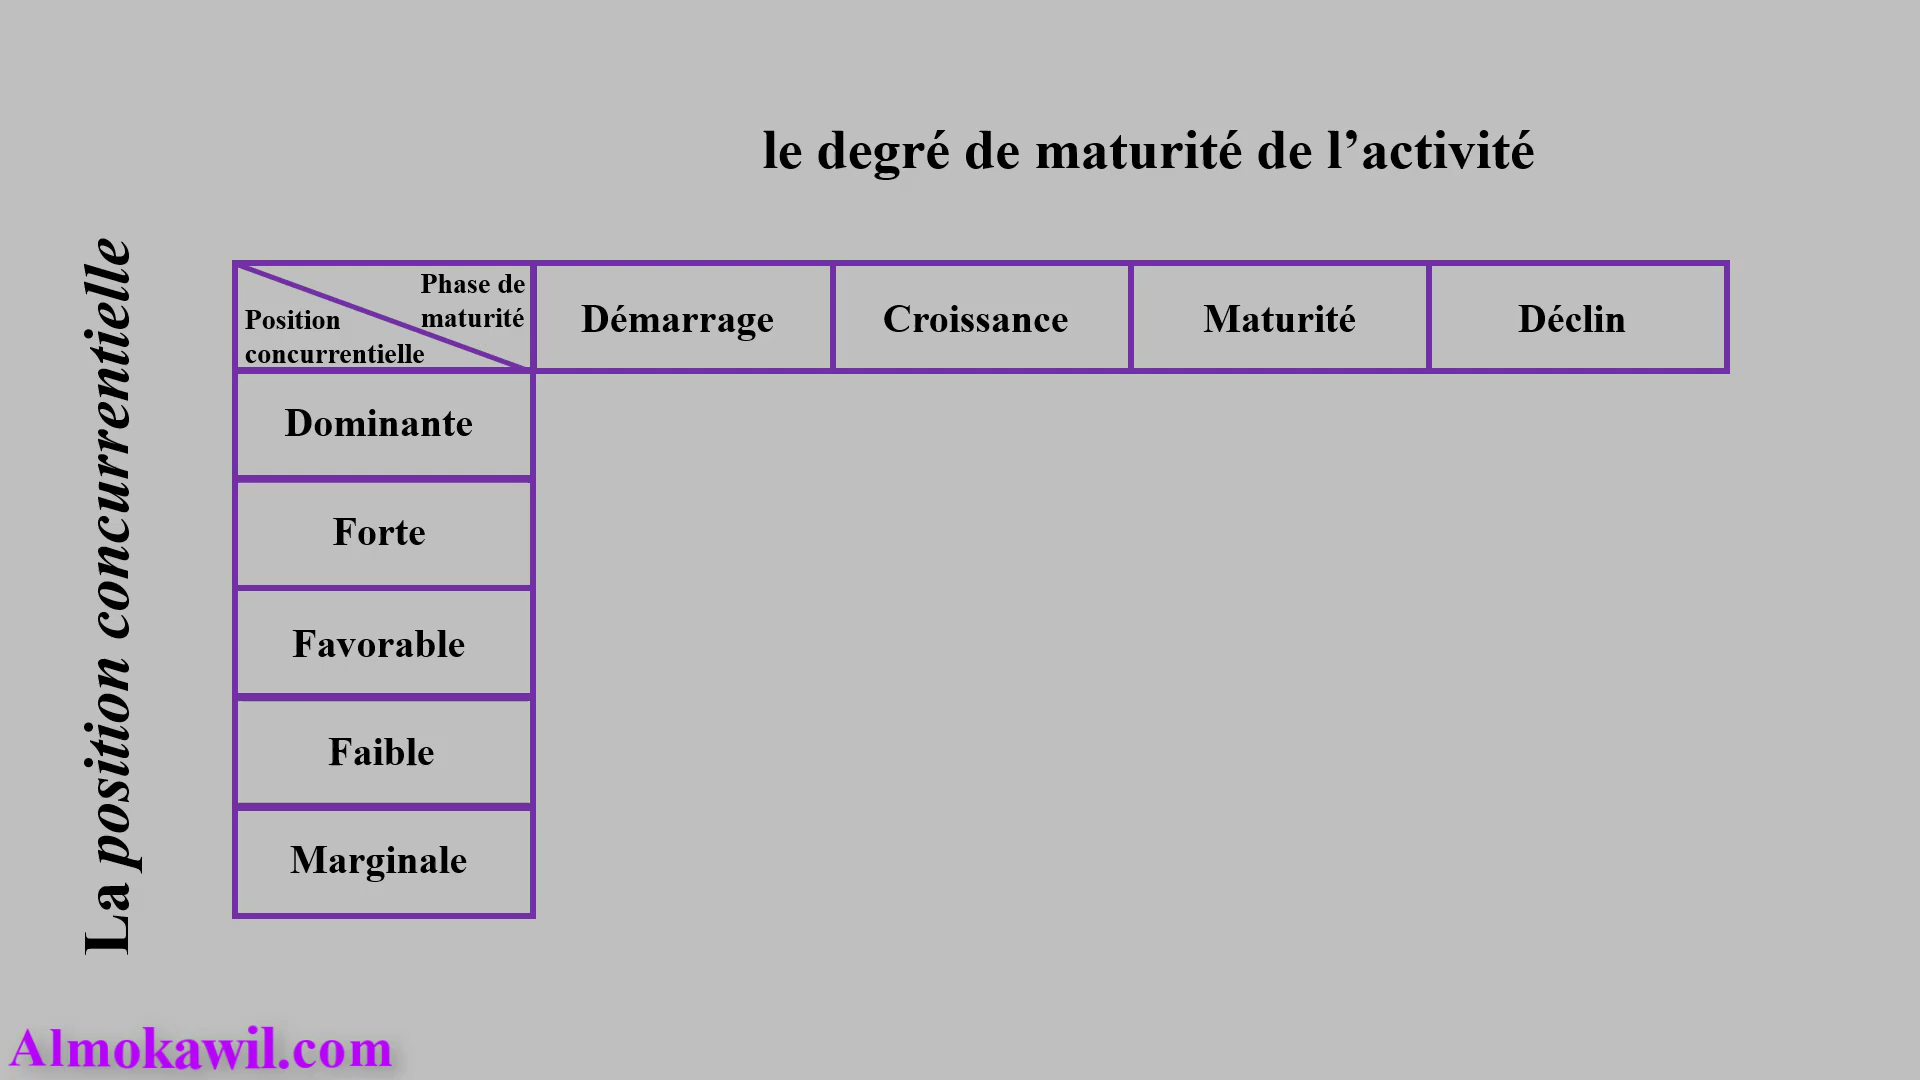 le degré de maturité de l’activité
La position concurrentielle
Phase de
maturité
Position
concurrentielle
Démarrage
Croissance
Maturité
Déclin
Dominante
Forte
Favorable
Faible
Marginale
Almokawil.com